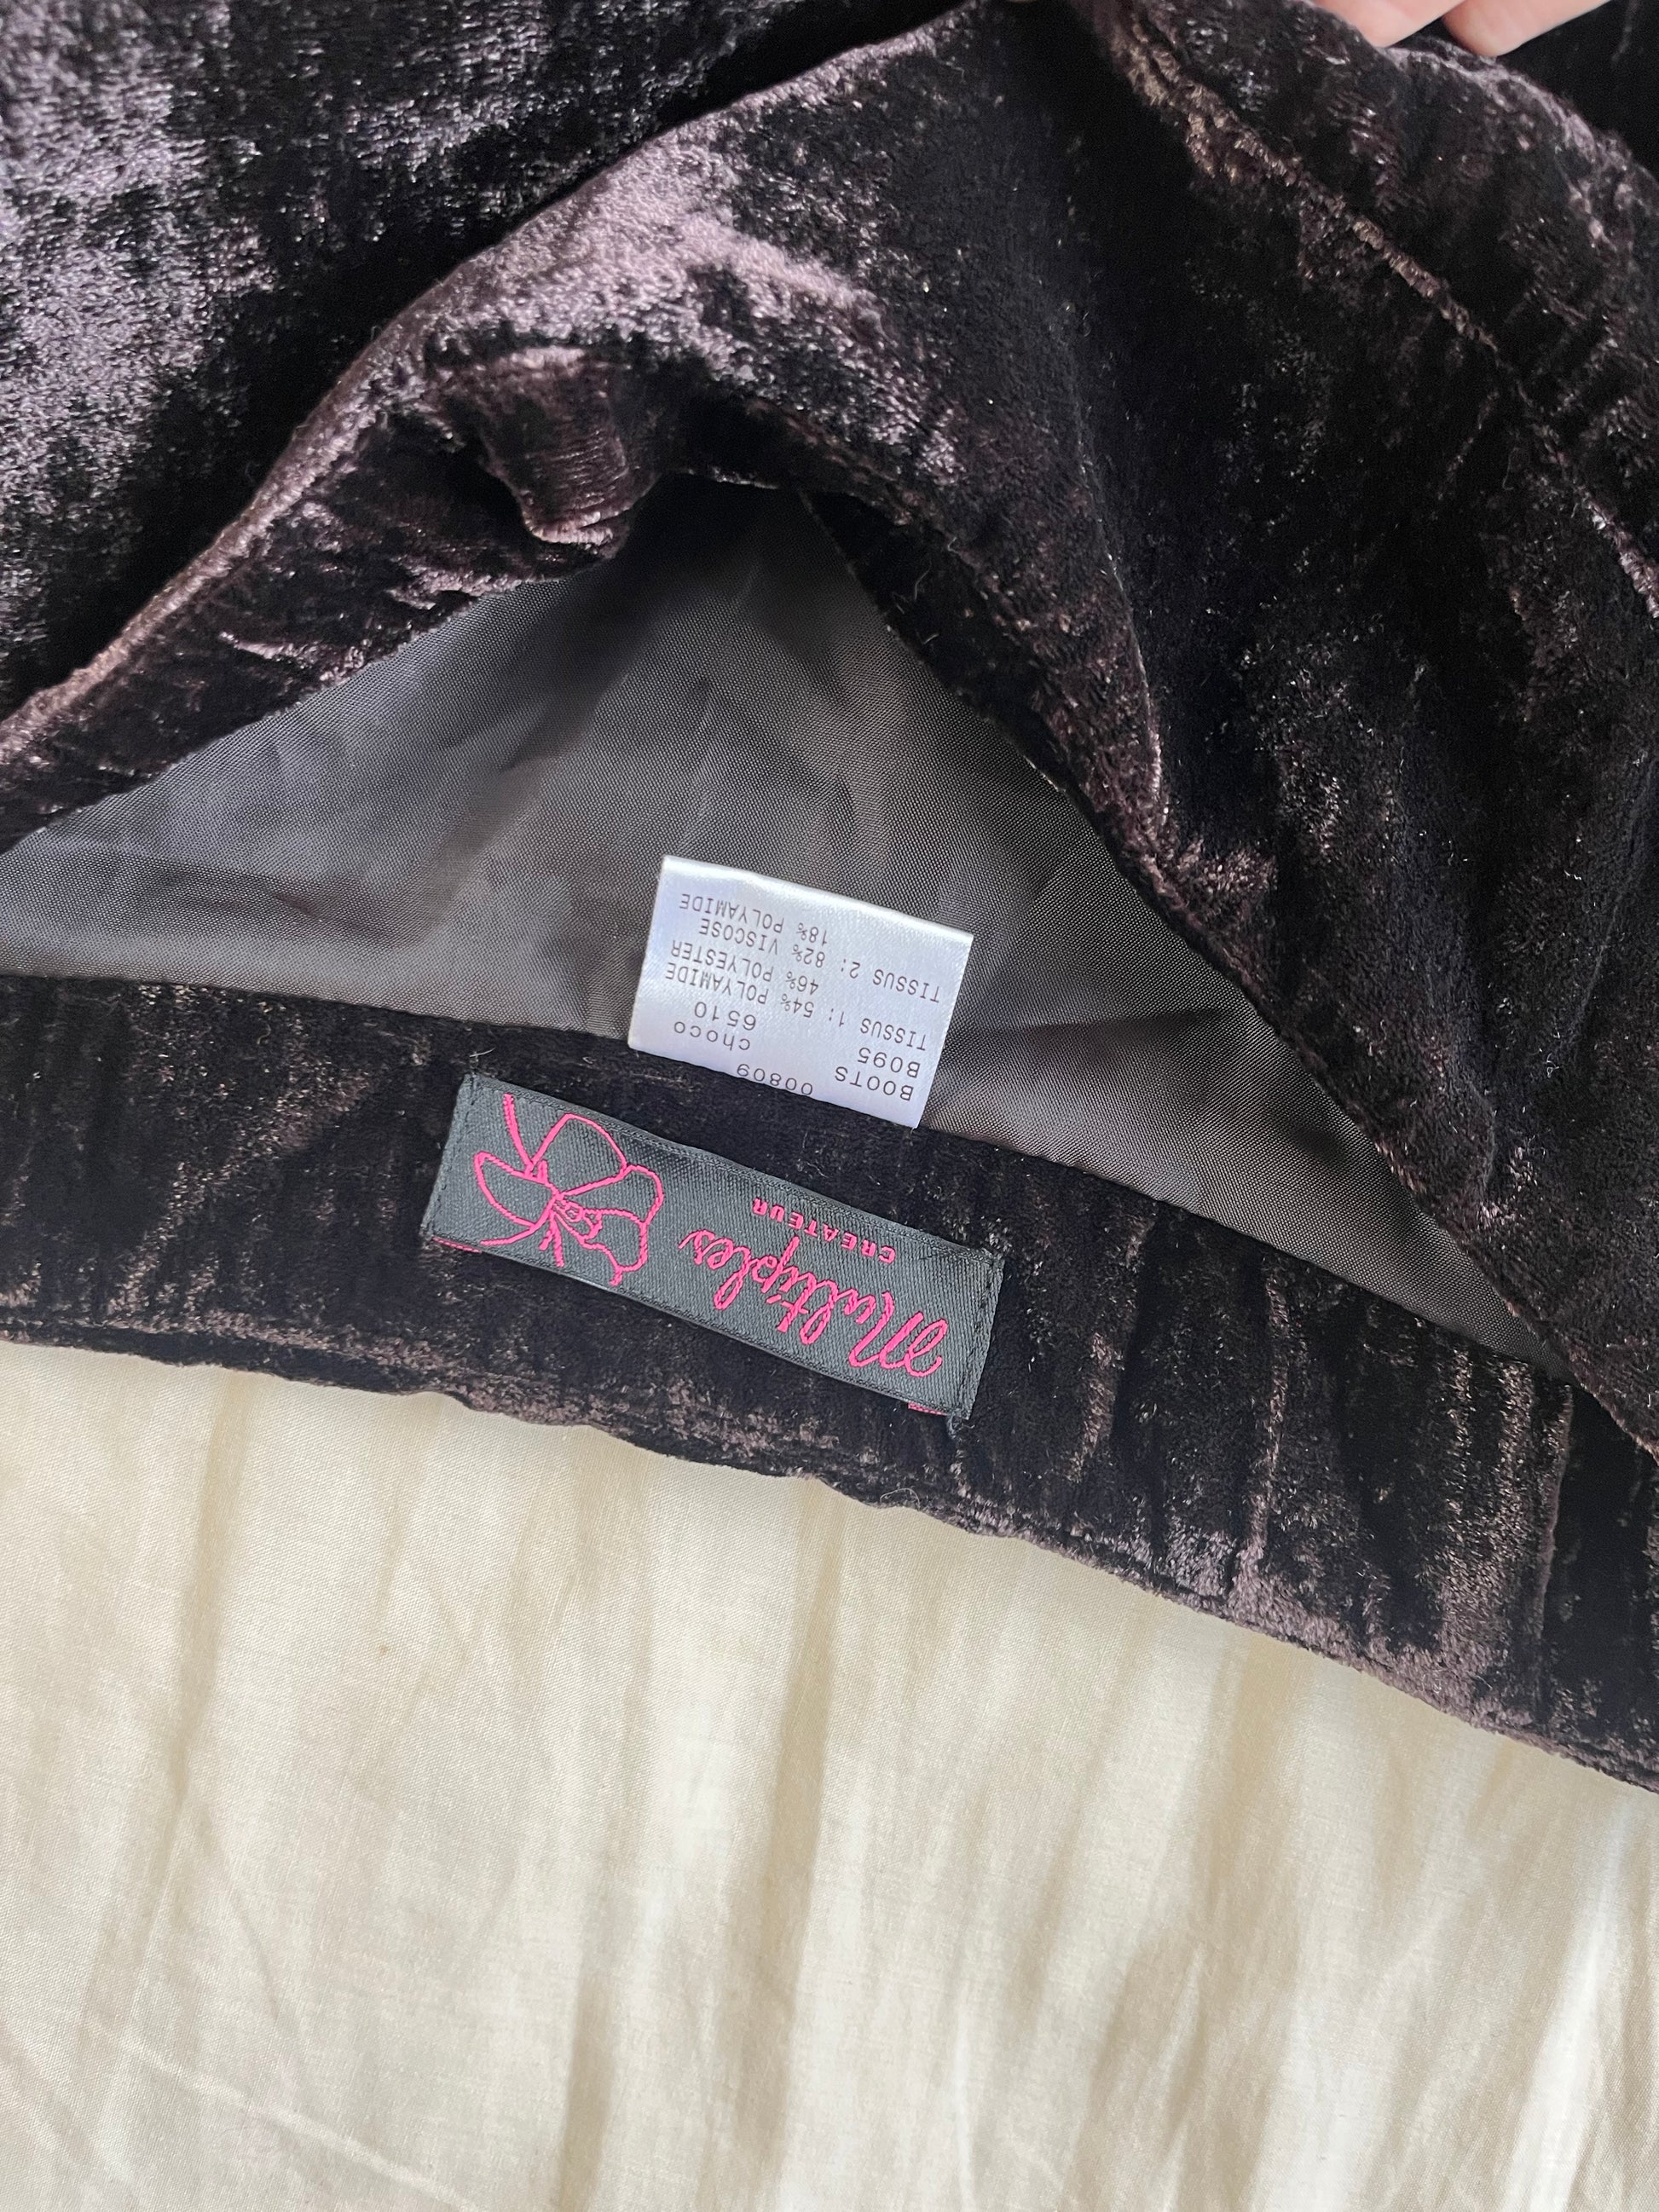 Multiples
CREATEUR
BOOTS 00809
B095 choco
6510
TISSUS 1: 54% POLYAMIDE
46% POLYESTER
TISSUS 2: 82% VISCOSE
18% POLYAMIDE